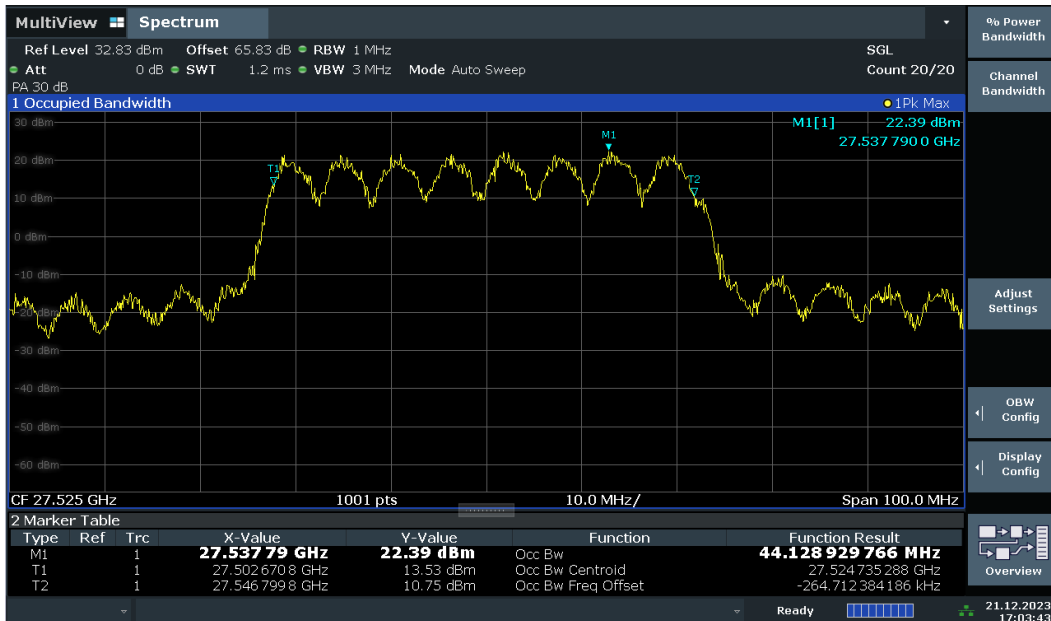 MultiView Spectrum
Ref Level 32.83 dBm Offset 65.83 dB RBW 1 MHz SGL
Att 0 dB SWT 1.2 ms VBW 3 MHz Mode Auto Sweep Count 20/20
PA 30 dB
1 Occupied Bandwidth 1Pk Max
30 dBm
M1[1] 22.39 dBm
27.537 790 0 GHz
M1
20 dBm
T1
T2
10 dBm
0 dBm
-10 dBm
-20 dBm
-30 dBm
-40 dBm
-50 dBm
-60 dBm
CF 27.525 GHz 1001 pts 10.0 MHz/ Span 100.0 MHz
2 Marker Table
Type Ref Trc X-Value Y-Value Function Function Result
M1 1 27.537 79 GHz 22.39 dBm Occ Bw 44.128 929 766 MHz
T1 1 27.502 670 8 GHz 13.53 dBm Occ Bw Centroid 27.524 735 288 GHz
T2 1 27.546 799 8 GHz 10.75 dBm Occ Bw Freq Offset -264.712 384 186 kHz
Ready 21.12.2023
17:03:43
% Power
Bandwidth
Channel
Bandwidth
Adjust
Settings
OBW
Config
Display
Config
Overview